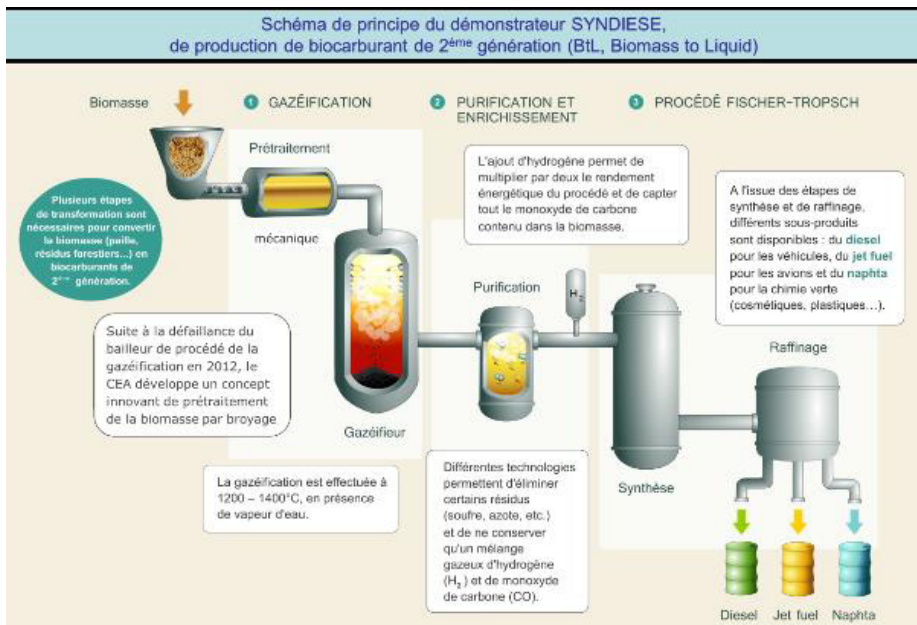 Schéma de principe du démonstrateur SYNDIESE,
de production de biocarburant de 2ème génération (BtL, Biomass to Liquid)
Biomasse
1 GAZÉIFICATION
2 PURIFICATION ET
ENRICHISSEMENT
3 PROCÉDÉ FISCHER-TROPSCH
Prétraitement
mécanique
Plusieurs étapes
de transformation sont
nécessaires pour convertir
la biomasse (paille,
résidus forestiers...) en
biocarburants de
2ème génération.
L'ajout d'hydrogène permet de
multiplier par deux le rendement
énergétique du procédé et de capter
tout le monoxyde de carbone
contenu dans la biomasse.
A l'issue des étapes de
synthèse et de raffinage,
différents sous-produits
sont disponibles : du diesel
pour les véhicules, du jet fuel
pour les avions et du naphta
pour la chimie verte
(cosmétiques, plastiques...).
Suite à la défaillance du
bailleur de procédé de la
gazéification en 2012, le
CEA développe un concept
innovant de prétraitement
de la biomasse par broyage
Gazéifieur
Purification
H2
Synthèse
Raffinage
La gazéification est effectuée à
1200 – 1400°C, en présence
de vapeur d'eau.
Différentes technologies
permettent d'éliminer
certains résidus
(soufre, azote, etc.)
et de ne conserver
qu'un mélange
gazeux d'hydrogène
(H2) et de monoxyde
de carbone (CO).
Diesel
Jet fuel
Naphta